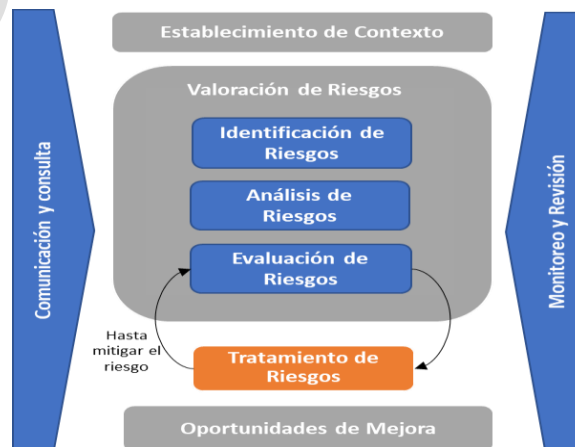 Establecimiento de Contexto
Comunicación y consulta
Valoración de Riesgos
Identificación de
Riesgos
Análisis de
Riesgos
Evaluación de
Riesgos
Hasta
mitigar el
riesgo
Tratamiento de
Riesgos
Oportunidades de Mejora
Monitoreo y Revisión